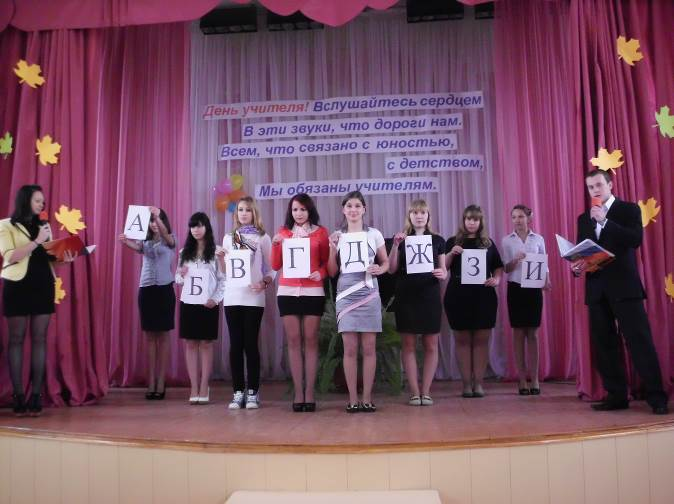 День учителя! Вслушайтесь сердцем
В эти звуки, что дороги нам.
Всем, что связано с юностью,
с детством,
Мы обязаны учителям.
А
Б
В
Г
Д
Ж
З
И